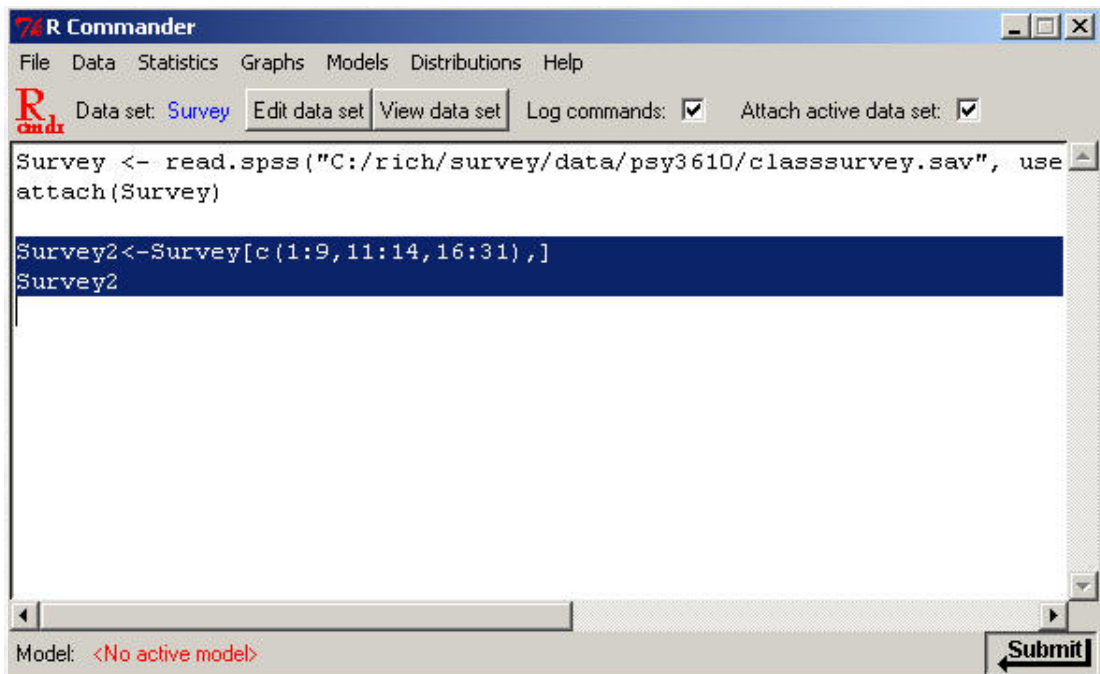 R Commander
File Data Statistics Graphs Models Distributions Help
R cmdr Data set: Survey Edit data set View data set Log commands: Attach active data set:
Survey <- read.spss("C:/rich/survey/data/psy3610/classsurvey.sav", use
attach(Survey)
Survey2<-Survey[c(1:9,11:14,16:31),]
Survey2
Model: <No active model> Submit